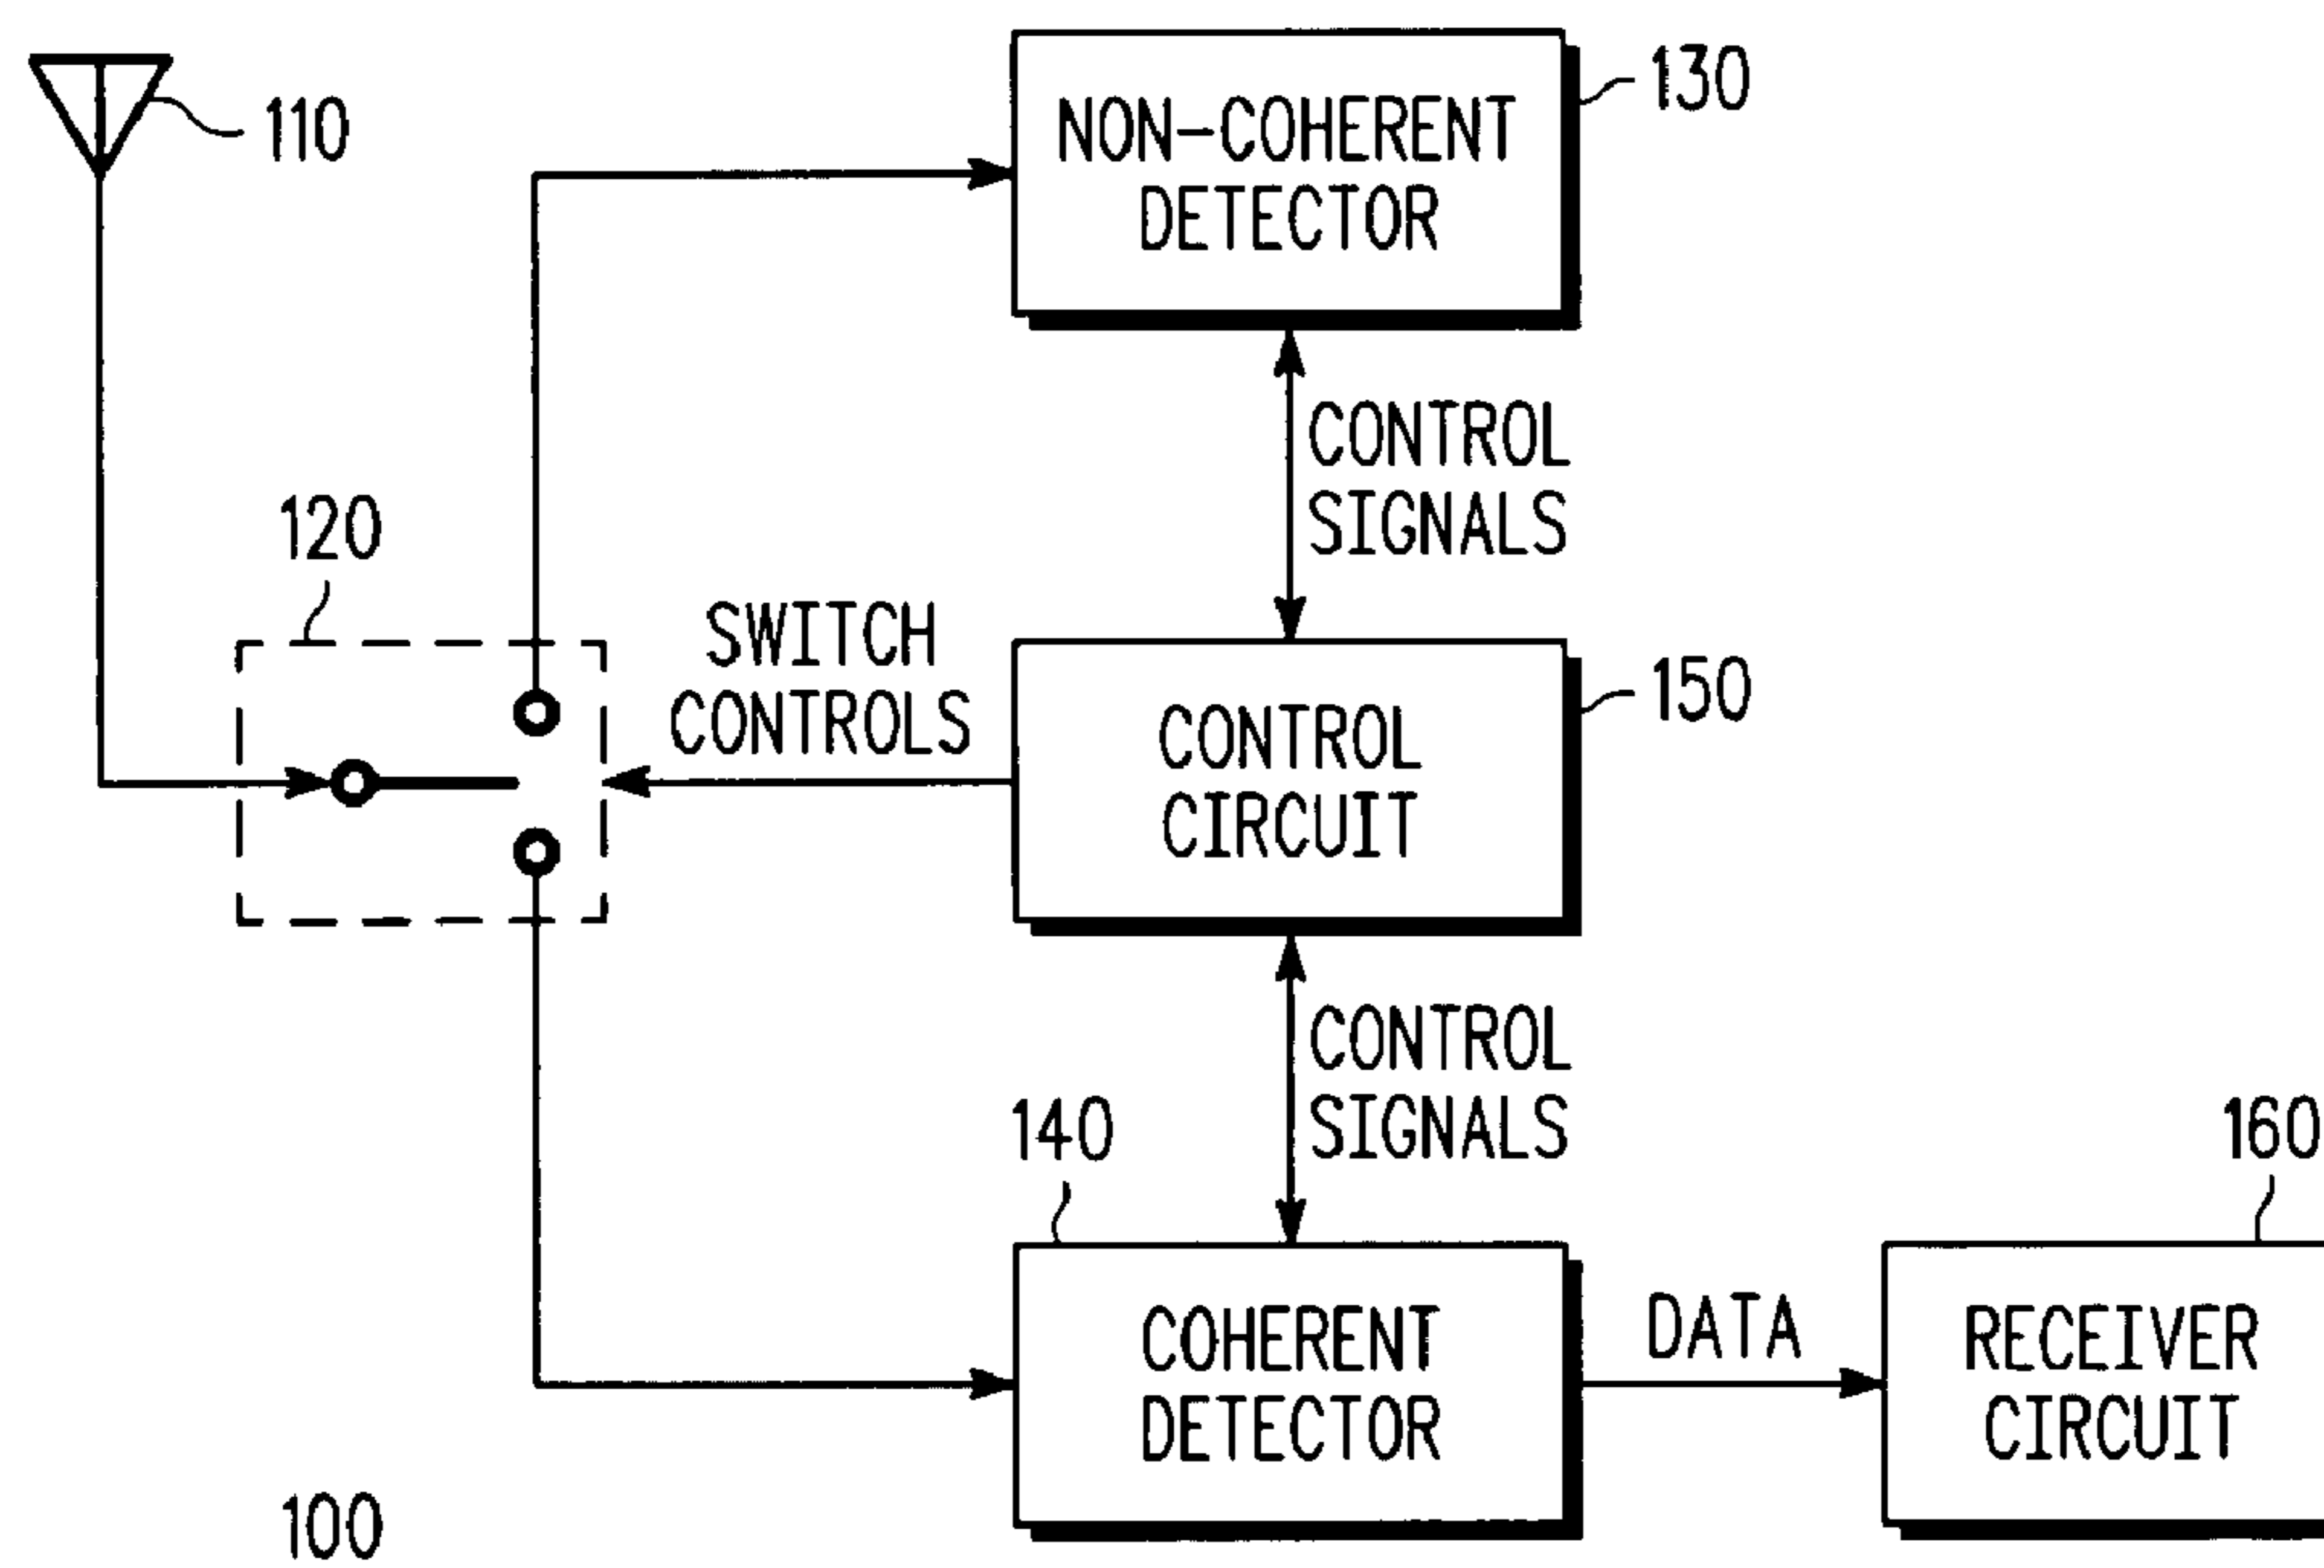 110
NON-COHERENT
DETECTOR
130
CONTROL
SIGNALS
120
SWITCH
CONTROLS
CONTROL
CIRCUIT
150
CONTROL
SIGNALS
140
160
COHERENT
DETECTOR
DATA
RECEIVER
CIRCUIT
100